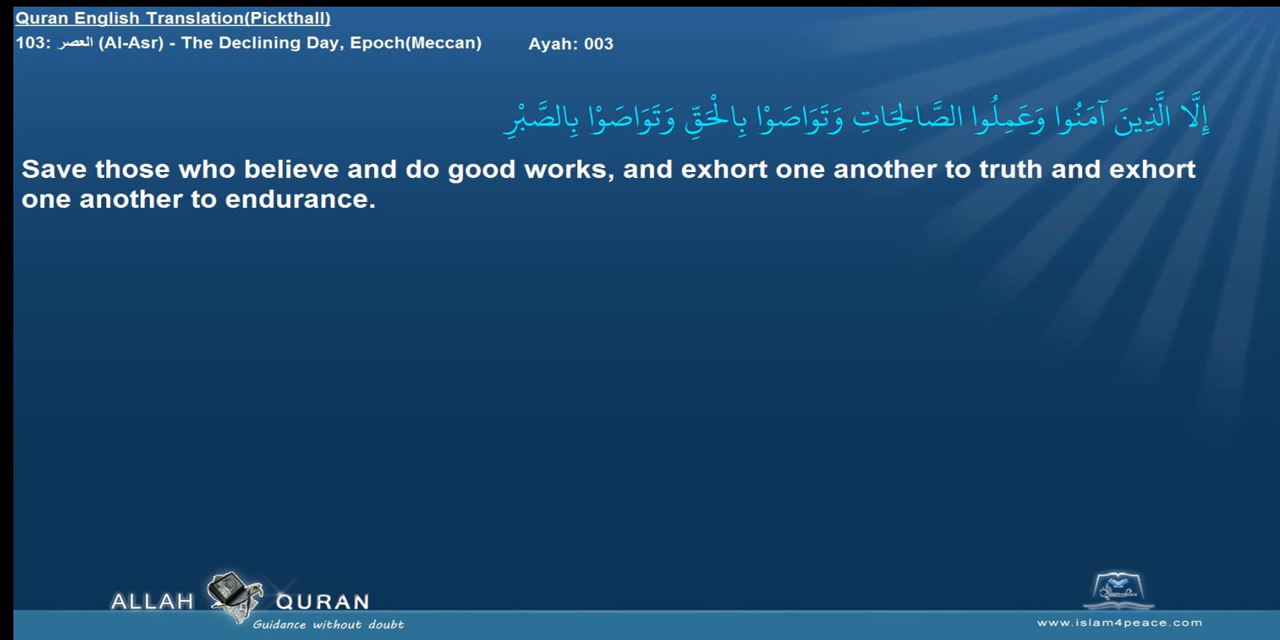 Quran English Translation(Pickthall)
103: العصر (Al-Asr) - The Declining Day, Epoch(Meccan) Ayah: 003
إِلَّا الَّذِينَ آمَنُوا وَعَمِلُوا الصَّالِحَاتِ وَتَوَاصَوْا بِالْحَقِّ وَتَوَاصَوْا بِالصَّبْرِ
Save those who believe and do good works, and exhort one another to truth and exhort
one another to endurance.
ALLAH QURAN
Guidance without doubt
www.islam4peace.com